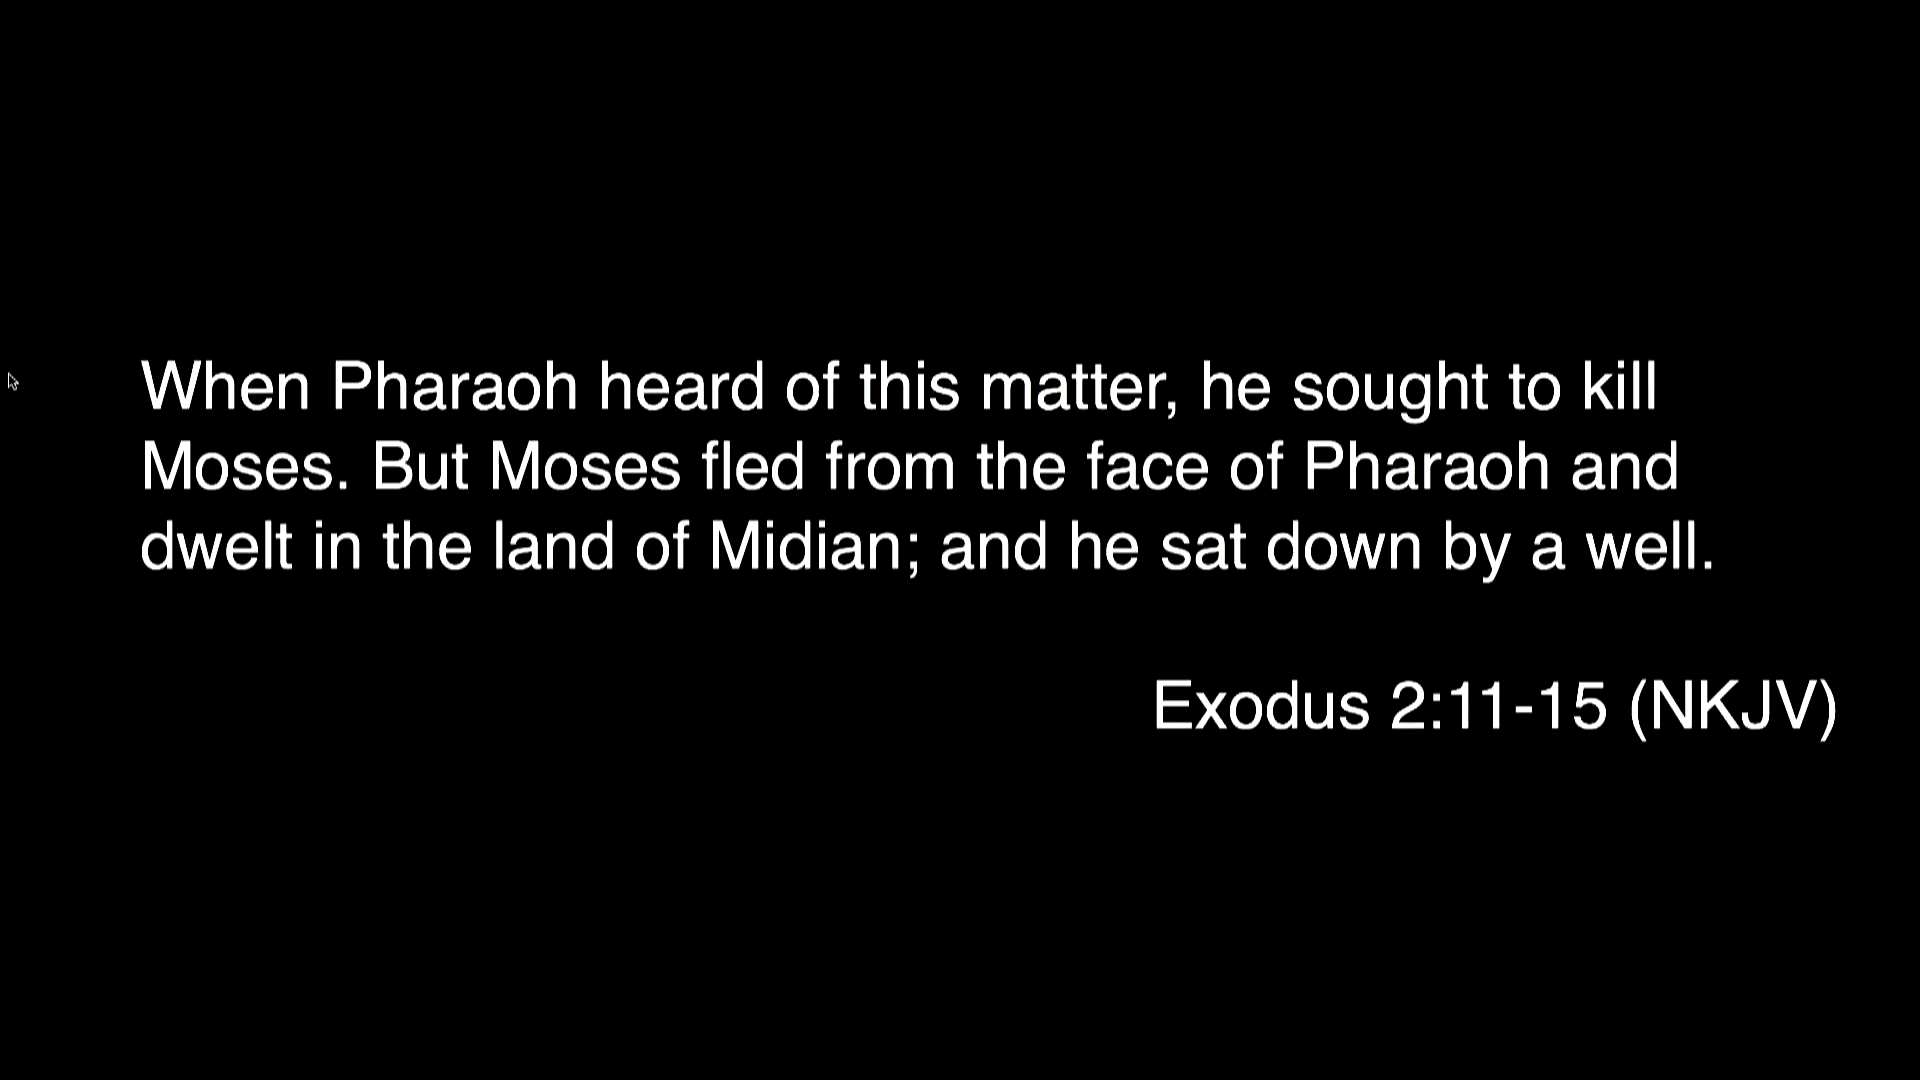 When Pharaoh heard of this matter, he sought to kill
Moses. But Moses fled from the face of Pharaoh and
dwelt in the land of Midian; and he sat down by a well.
Exodus 2:11-15 (NKJV)